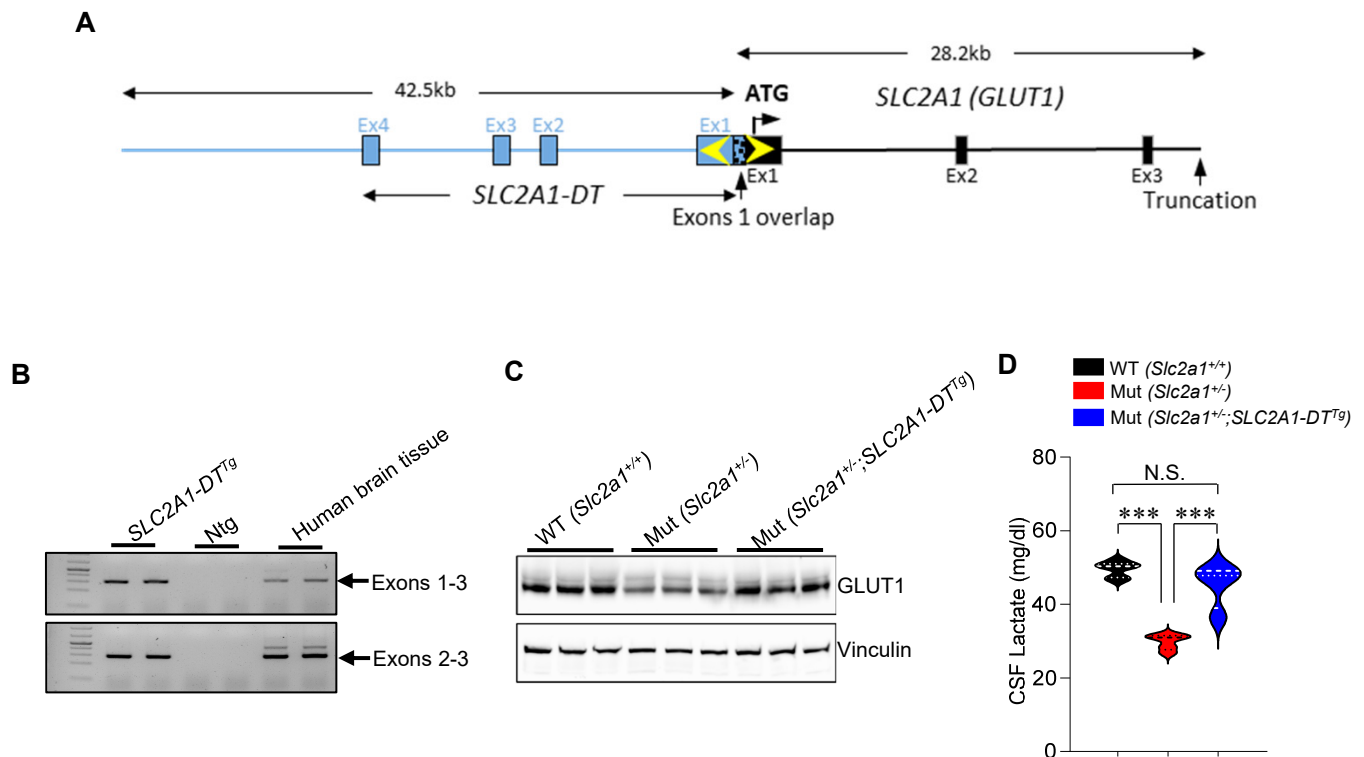 A
28.2kb
42.5kb
ATG
SLC2A1 (GLUT1)
Ex4
Ex3
Ex2
Ex1
Ex1
Ex2
Ex3
SLC2A1-DT
Exons 1 overlap
Truncation
B
SLC2A1-DTTg
Ntg
Human brain tissue
Exons 1-3
Exons 2-3
C
WT (Slc2a1+/+)
Mut (Slc2a1+/-)
Mut (Slc2a1+/-;SLC2A1-DTTg)
GLUT1
Vinculin
D
WT (Slc2a1+/+)
Mut (Slc2a1+/-)
Mut (Slc2a1+/-;SLC2A1-DTTg)
CSF Lactate (mg/dl)
80
60
40
20
0
N.S.
*** ***